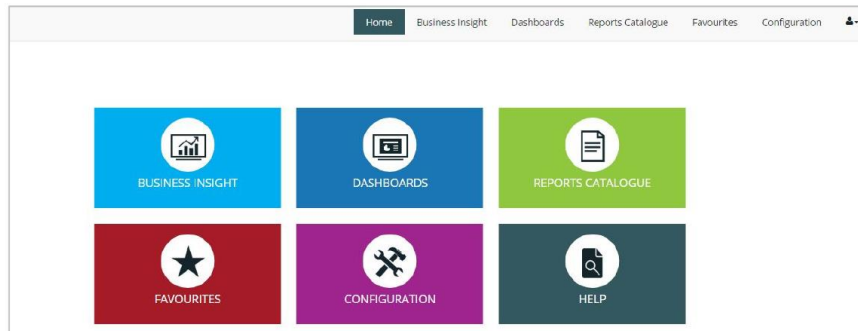 Home Business Insight Dashboards Reports Catalogue Favourites Configuration
BUSINESS INSIGHT DASHBOARDS REPORTS CATALOGUE
FAVOURITES CONFIGURATION HELP